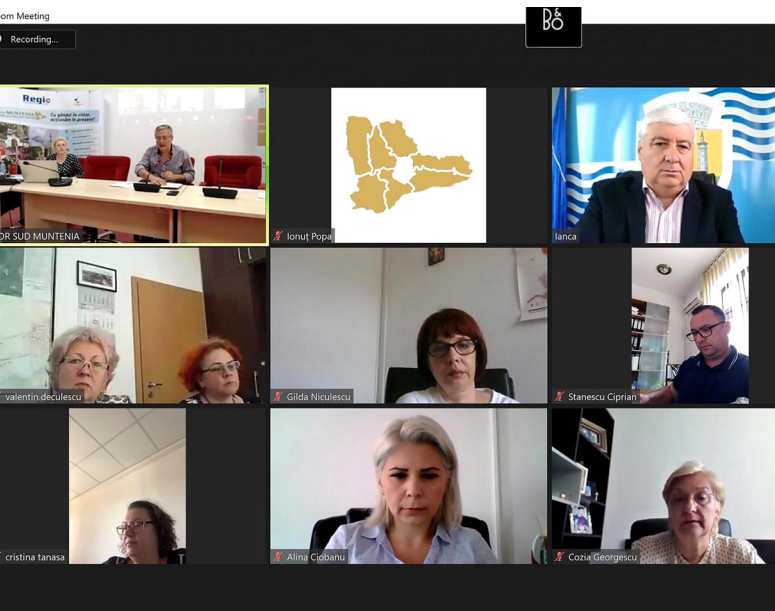 om Meeting
Recording...
B&
BO
Regio
MUNTENIA
OR SUD MUNTENIA
Ionuț Popa
Ianca
valentin.deculescu
Gilda Niculescu
Stanescu Ciprian
cristina tanasa
Alina Ciobanu
Cozia Georgescu